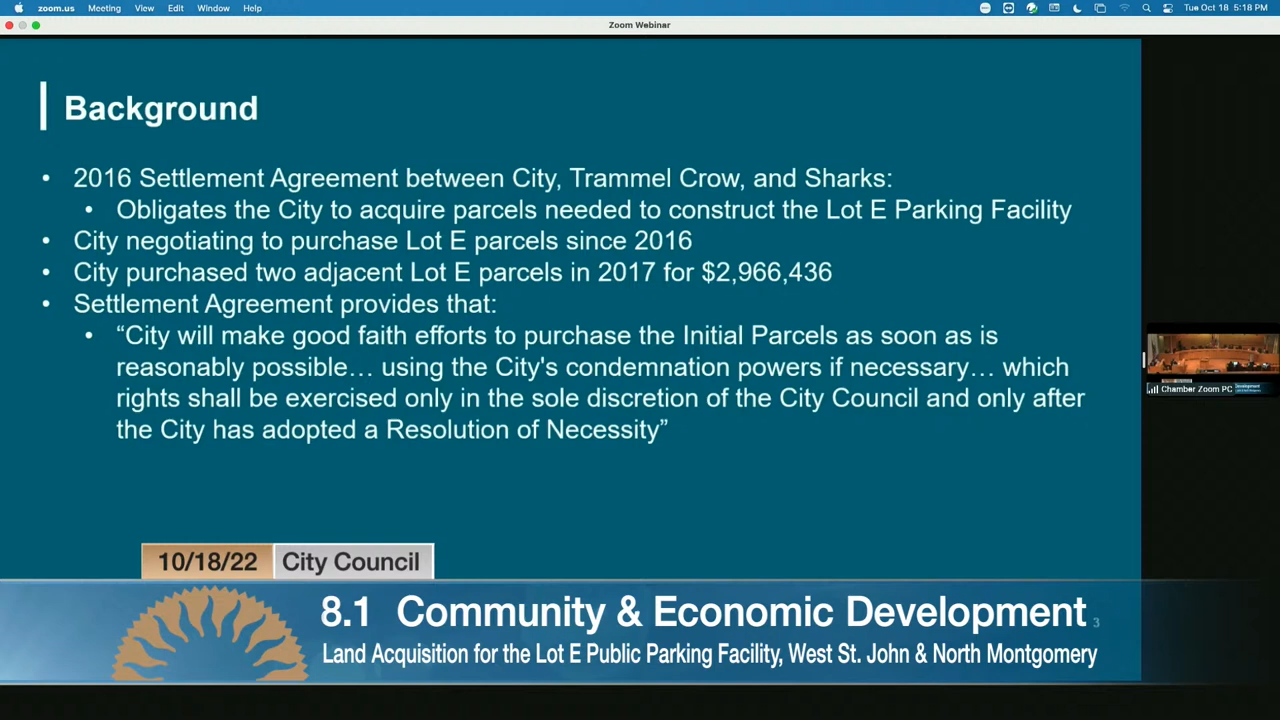 zoom.us Meeting View Edit Window Help Tue Oct 18 5:18 PM
Zoom Webinar
Background
• 2016 Settlement Agreement between City, Trammel Crow, and Sharks:
• Obligates the City to acquire parcels needed to construct the Lot E Parking Facility
• City negotiating to purchase Lot E parcels since 2016
• City purchased two adjacent Lot E parcels in 2017 for $2,966,436
• Settlement Agreement provides that:
• “City will make good faith efforts to purchase the Initial Parcels as soon as is
reasonably possible… using the City's condemnation powers if necessary… which
rights shall be exercised only in the sole discretion of the City Council and only after
the City has adopted a Resolution of Necessity”
Chamber Zoom PC
10/18/22 City Council
8.1 Community & Economic Development
3
Land Acquisition for the Lot E Public Parking Facility, West St. John & North Montgomery